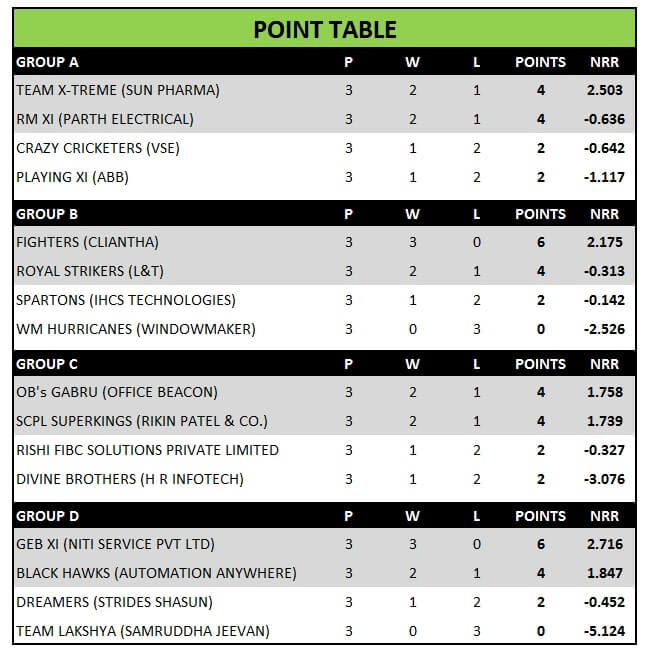 POINT TABLE
GROUP A P W L POINTS NRR
TEAM X-TREME (SUN PHARMA) 3 2 1 4 2.503
RM XI (PARTH ELECTRICAL) 3 2 1 4 -0.636
CRAZY CRICKETERS (VSE) 3 1 2 2 -0.642
PLAYING XI (ABB) 3 1 2 2 -1.117
GROUP B P W L POINTS NRR
FIGHTERS (CLIANTHA) 3 3 0 6 2.175
ROYAL STRIKERS (L&T) 3 2 1 4 -0.313
SPARTONS (IHCS TECHNOLOGIES) 3 1 2 2 -0.142
WM HURRICANES (WINDOWMAKER) 3 0 3 0 -2.526
GROUP C P W L POINTS NRR
OB's GABRU (OFFICE BEACON) 3 2 1 4 1.758
SCPL SUPERKINGS (RIKIN PATEL & CO.) 3 2 1 4 1.739
RISHI FIBC SOLUTIONS PRIVATE LIMITED 3 1 2 2 -0.327
DIVINE BROTHERS (H R INFOTECH) 3 1 2 2 -3.076
GROUP D P W L POINTS NRR
GEB XI (NITI SERVICE PVT LTD) 3 3 0 6 2.716
BLACK HAWKS (AUTOMATION ANYWHERE) 3 2 1 4 1.847
DREAMERS (STRIDES SHASUN) 3 1 2 2 -0.452
TEAM LAKSHYA (SAMRUDDHA JEEVAN) 3 0 3 0 -5.124